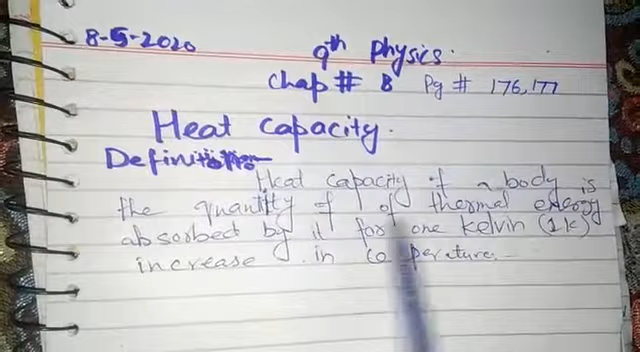 8-5-2020
9th Physics.
Chap # 8 Pg # 176,177
Heat capacity.
Definition
Heat capacity of a body is
the quantity of of thermal energy
absorbed by it for one kelvin (1k)
increase in perature.